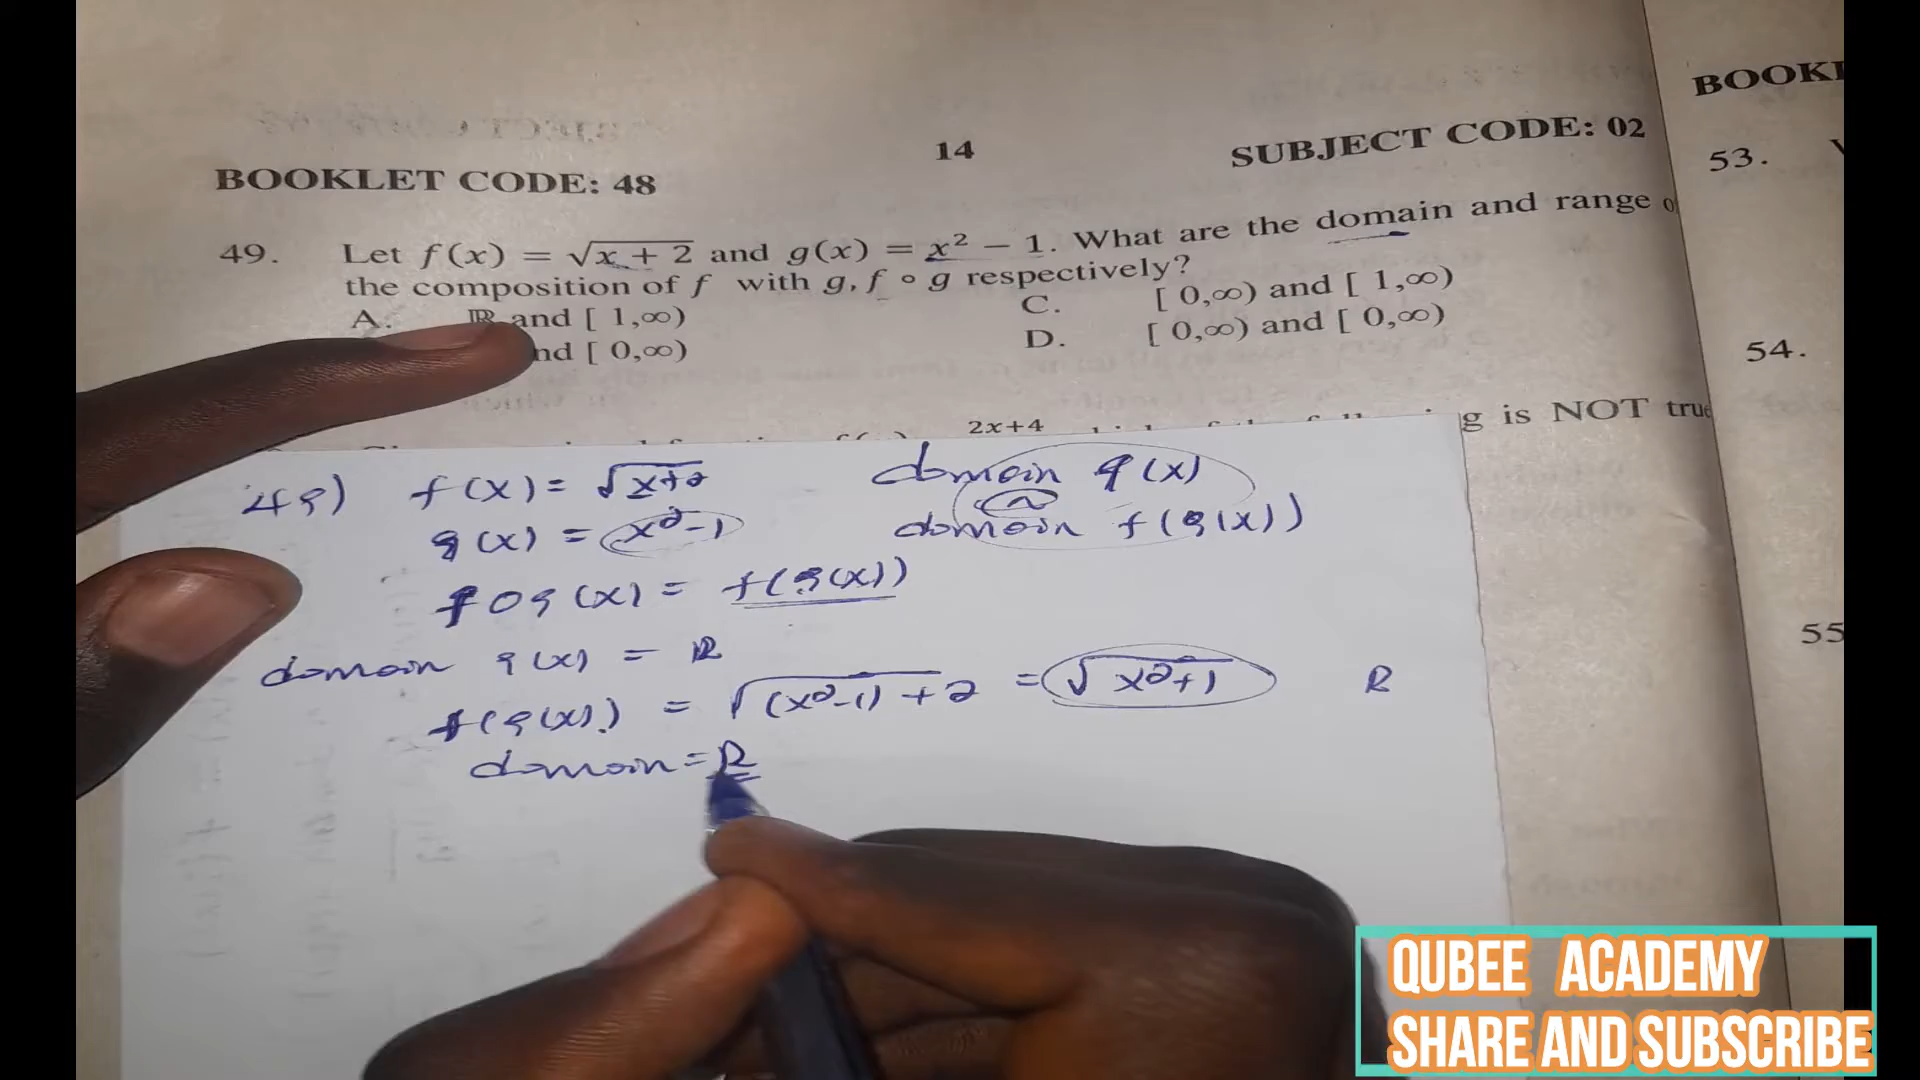 BOOKLET CODE: 48
14
SUBJECT CODE: 02
49. Let f(x) = √x + 2 and g(x) = x² − 1. What are the domain and range
the composition of f with g, f ∘ g respectively?
A. ℝ and [ 1,∞)
nd [ 0,∞)
C. [ 0,∞) and [ 1,∞)
D. [ 0,∞) and [ 0,∞)
2x+4
g is NOT true
BOOKL
53.
54.
55
49) f(x) = √x+2
g(x) = x²-1
fog(x) = f(g(x))
domain g(x)
∩
domain f(g(x))
domain g(x) = ℝ
f(g(x)) = √(x²-1)+2 = √x²+1 ℝ
domain = ℝ
QUBEE ACADEMY
SHARE AND SUBSCRIBE